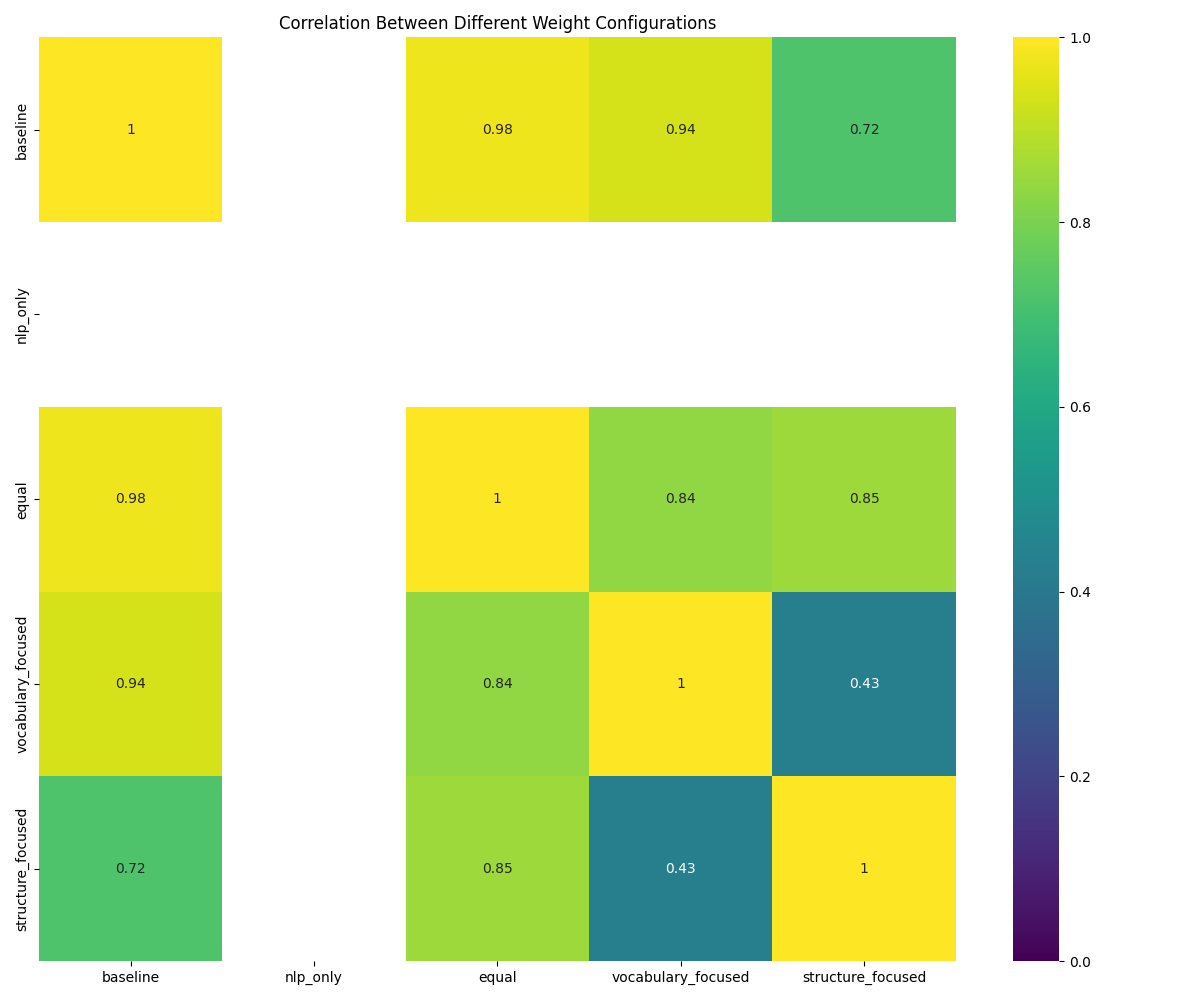 Correlation Between Different Weight Configurations
baseline
1
0.98
0.94
0.72
nlp_only
equal
0.98
1
0.84
0.85
vocabulary_focused
0.94
0.84
1
0.43
structure_focused
0.72
0.85
0.43
1
baseline
nlp_only
equal
vocabulary_focused
structure_focused
1.0
0.8
0.6
0.4
0.2
0.0